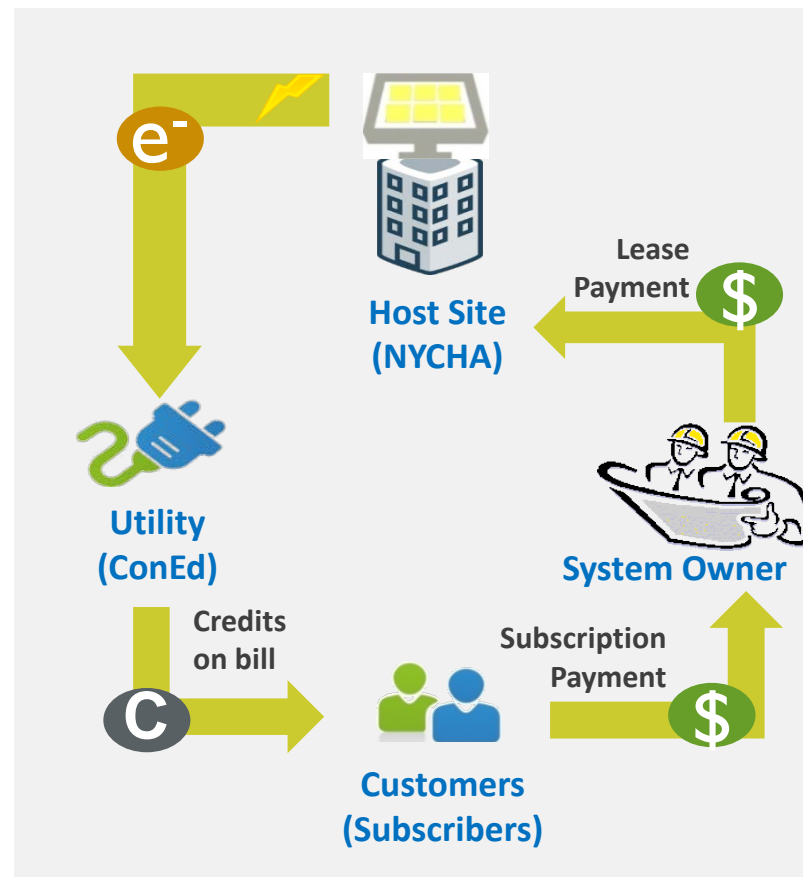 e-
Lease
Payment
$
Host Site
(NYCHA)
Utility
(ConEd)
System Owner
Credits
on bill
Subscription
Payment
C
$
Customers
(Subscribers)